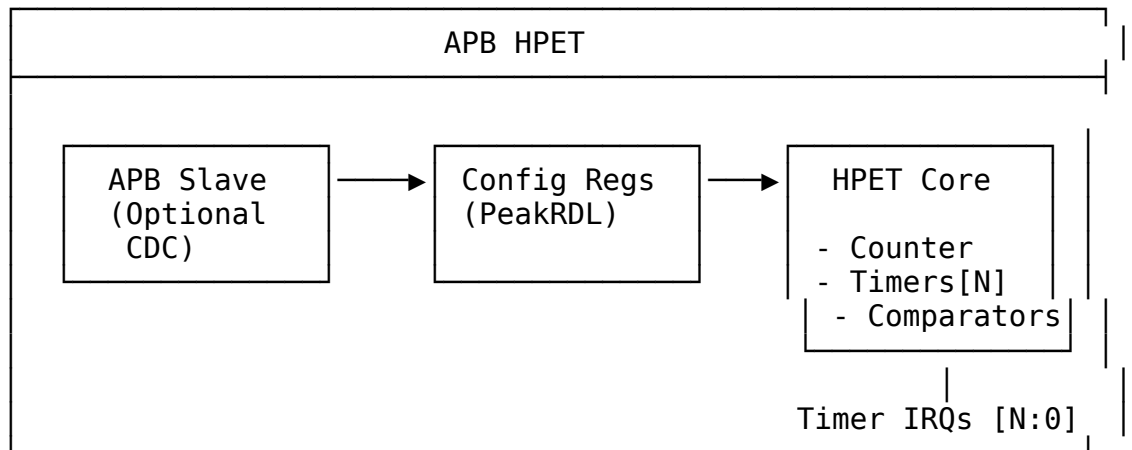 APB HPET
APB Slave
(Optional
CDC)
Config Regs
(PeakRDL)
HPET Core
- Counter
- Timers[N]
- Comparators
Timer IRQs [N:0]